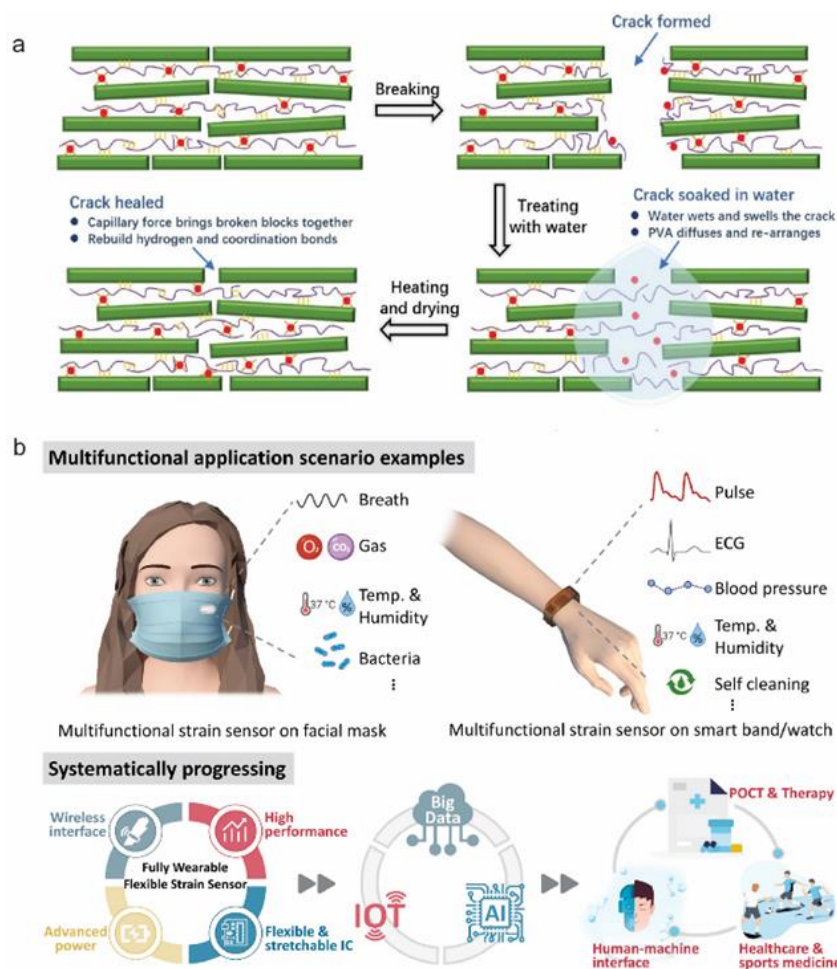 a
Crack formed
Breaking
Crack healed
● Capillary force brings broken blocks together
● Rebuild hydrogen and coordination bonds
Treating
with water
Crack soaked in water
● Water wets and swells the crack
● PVA diffuses and re-arranges
Heating
and drying
b
Multifunctional application scenario examples
Breath
O₂ CO₂ Gas
37 °C % Temp. &
Humidity
Bacteria
⋮
Multifunctional strain sensor on facial mask
Pulse
ECG
Blood pressure
37 °C % Temp. &
Humidity
Self cleaning
⋮
Multifunctional strain sensor on smart band/watch
Systematically progressing
Wireless
interface
High
performance
Fully Wearable
Flexible Strain Sensor
Advanced
power
Flexible &
stretchable IC
Big
Data
IOT
AI
POCT & Therapy
Human-machine
interface
Healthcare &
sports medicine